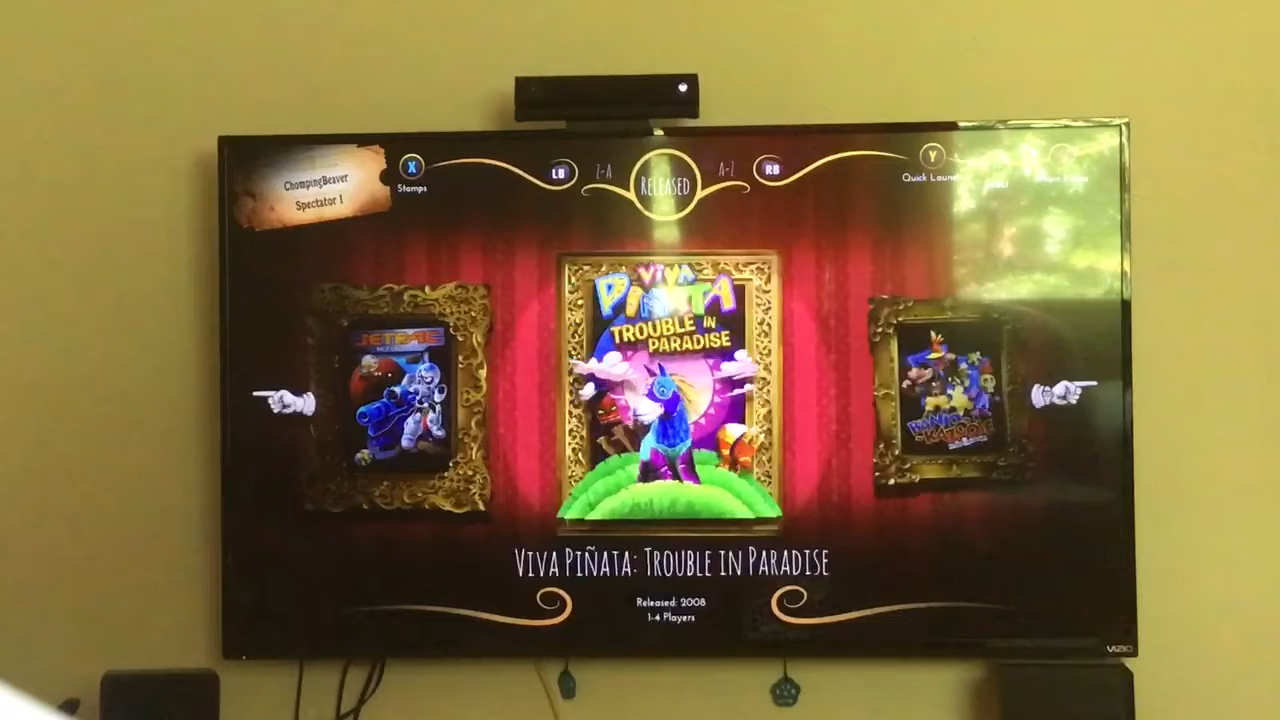 ChompingBeaver
Spectator 1
X
Stamps
LB
Z-A
RELEASED
A-Z
RB
Y
Quick Launch
VIVA
PIÑATA
TROUBLE IN
PARADISE
JETPAC
BANJO
KAZOOIE
VIVA PIÑATA: TROUBLE IN PARADISE
Released: 2008
1-4 Players
VIZIO